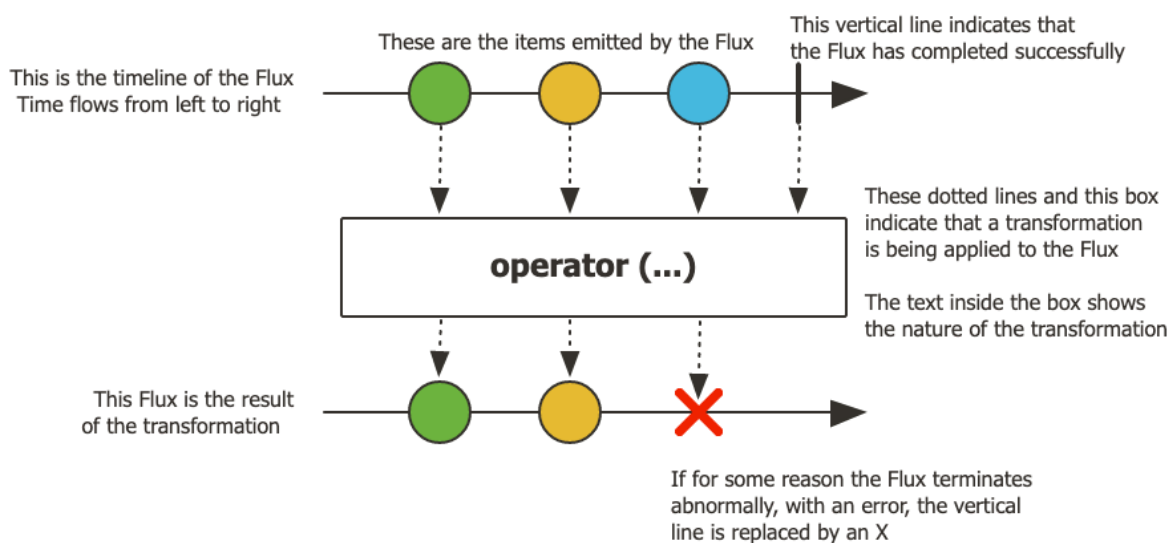 This is the timeline of the Flux
Time flows from left to right
These are the items emitted by the Flux
This vertical line indicates that
the Flux has completed successfully
operator (...)
These dotted lines and this box
indicate that a transformation
is being applied to the Flux
The text inside the box shows
the nature of the transformation
This Flux is the result
of the transformation
If for some reason the Flux terminates
abnormally, with an error, the vertical
line is replaced by an X